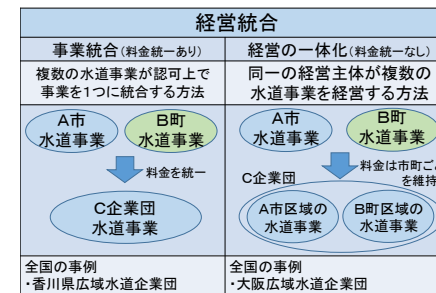 経営統合
事業統合（料金統一あり）
複数の水道事業が認可上で
事業を1つに統合する方法
A市
水道事業
B町
水道事業
料金を統一
C企業団
水道事業
全国の事例
・香川県広域水道企業団
経営の一体化（料金統一なし）
同一の経営主体が複数の
水道事業を経営する方法
A市
水道事業
B町
水道事業
料金は市町ご
を維持
C企業団
A市区域の
水道事業
B町区域の
水道事業
全国の事例
・大阪広域水道企業団